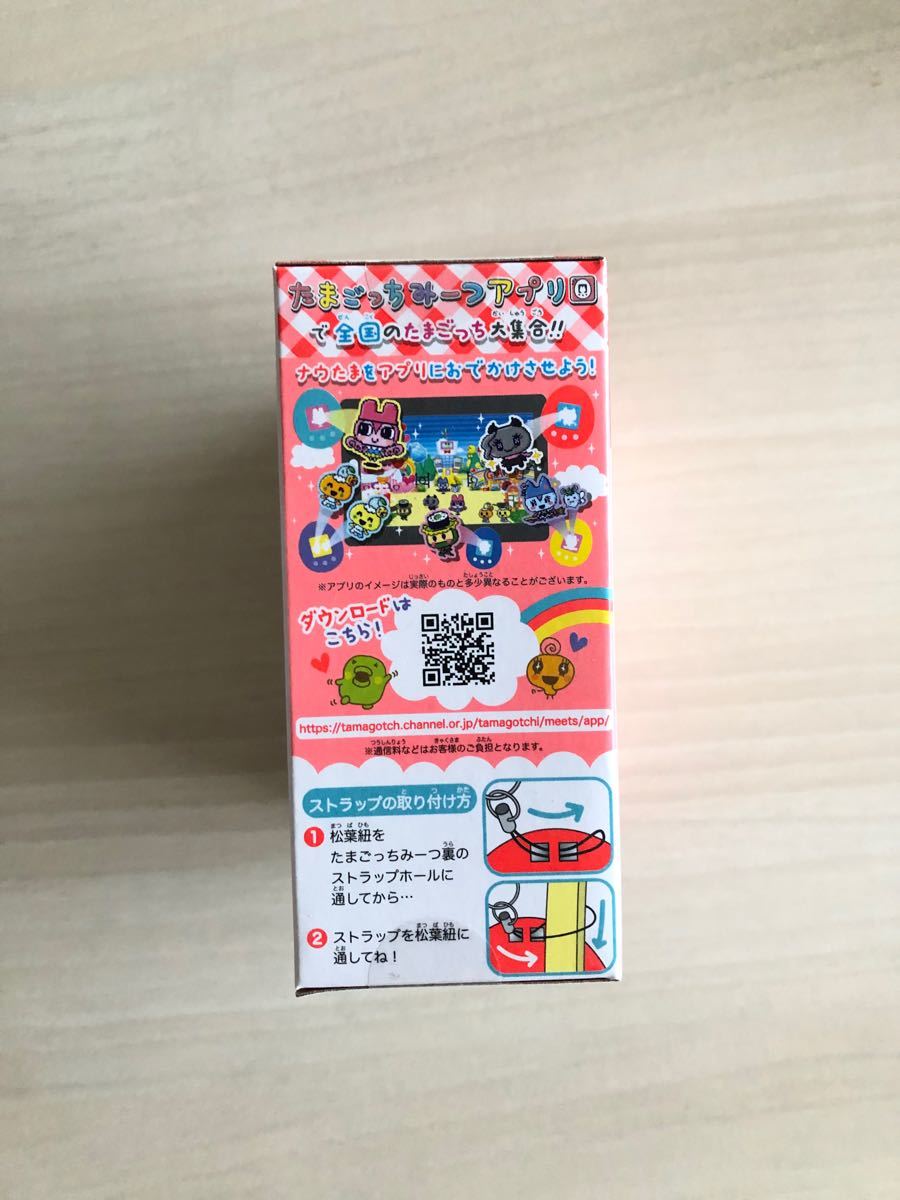 たまごっちみーつアプリ
で全国のたまごっち大集合!!
ナウたまをアプリにおでかけさせよう!
※アプリのイメージは実際のものと多少異なることがございます。
ダウンロードは
こちら!
https://tamagotch.channel.or.jp/tamagotchi/meets/app/
※通信料などはお客様のご負担となります。
ストラップの取り付け方
1 松葉紐を
たまごっちみーつ裏の
ストラップホールに
通してから…
2 ストラップを松葉紐に
通してね!